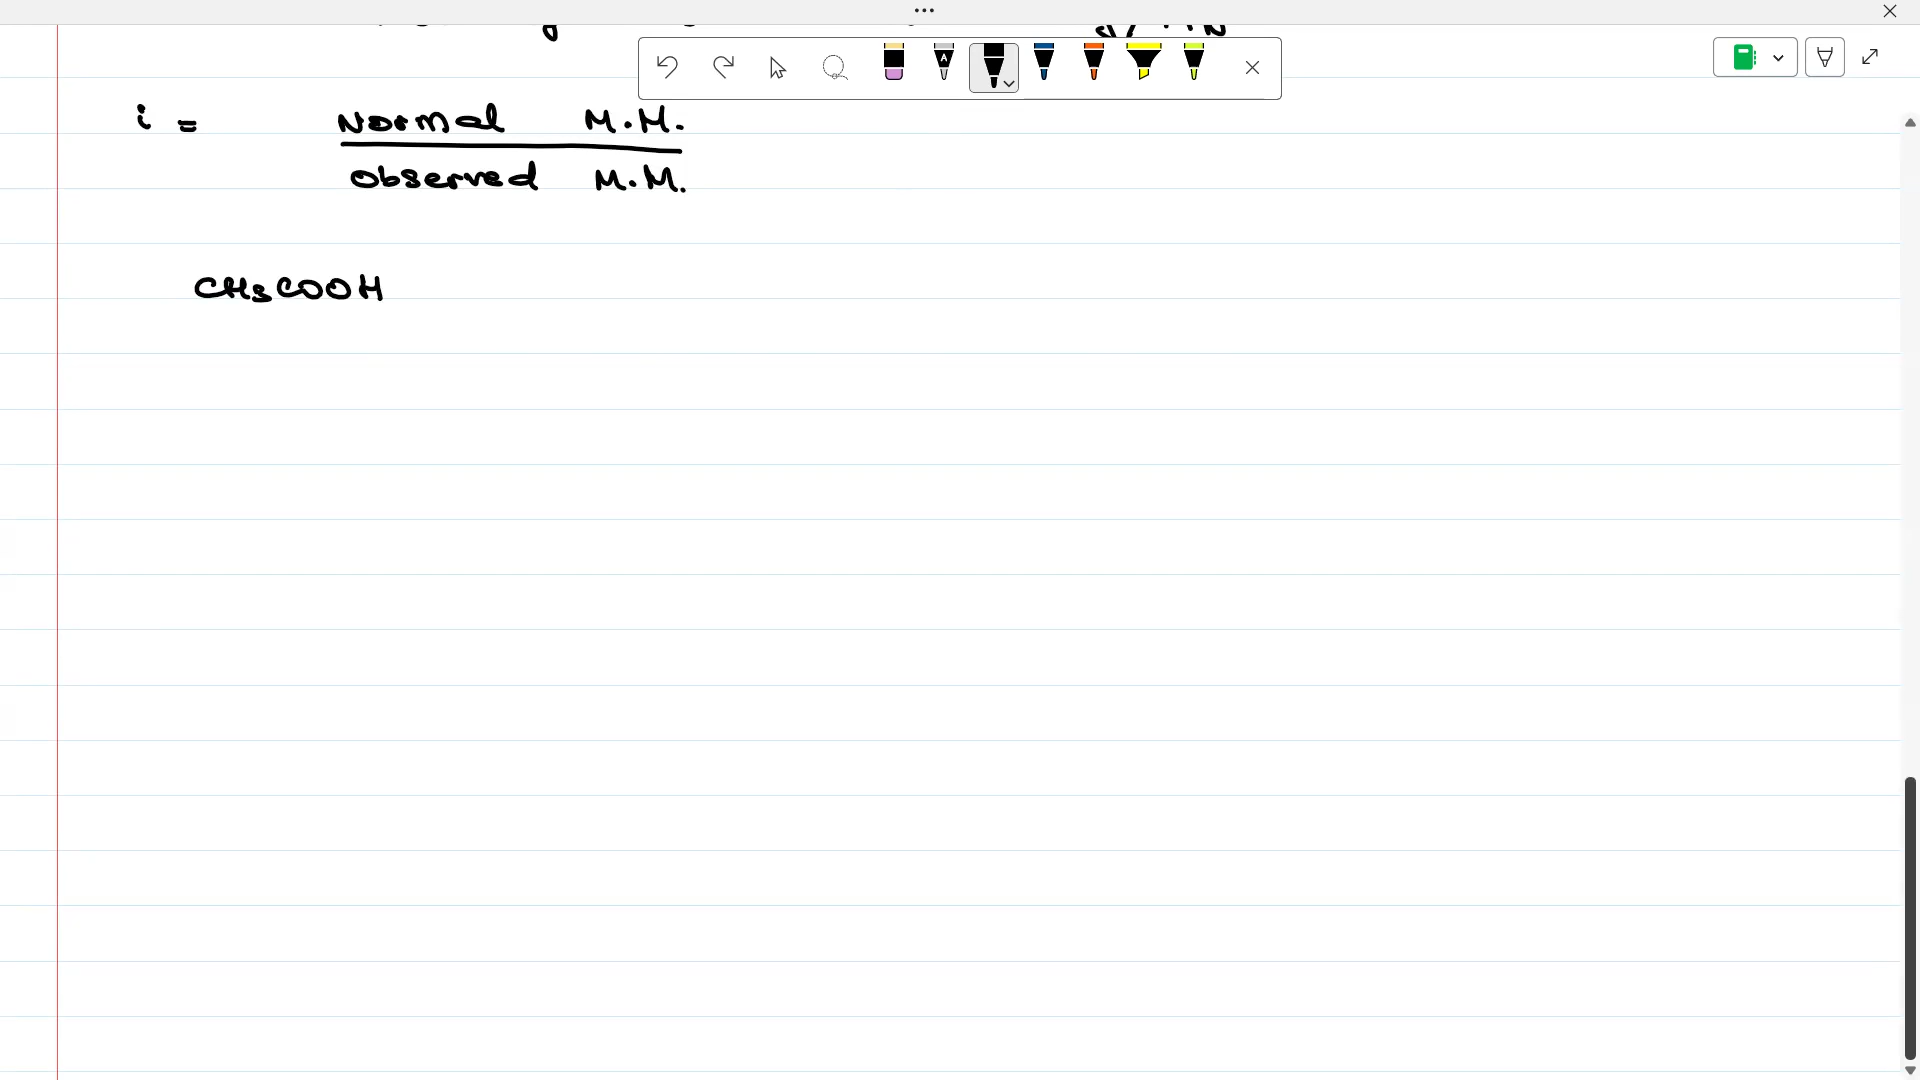 i = Normal M.M.
observed M.M.
CH3COOH